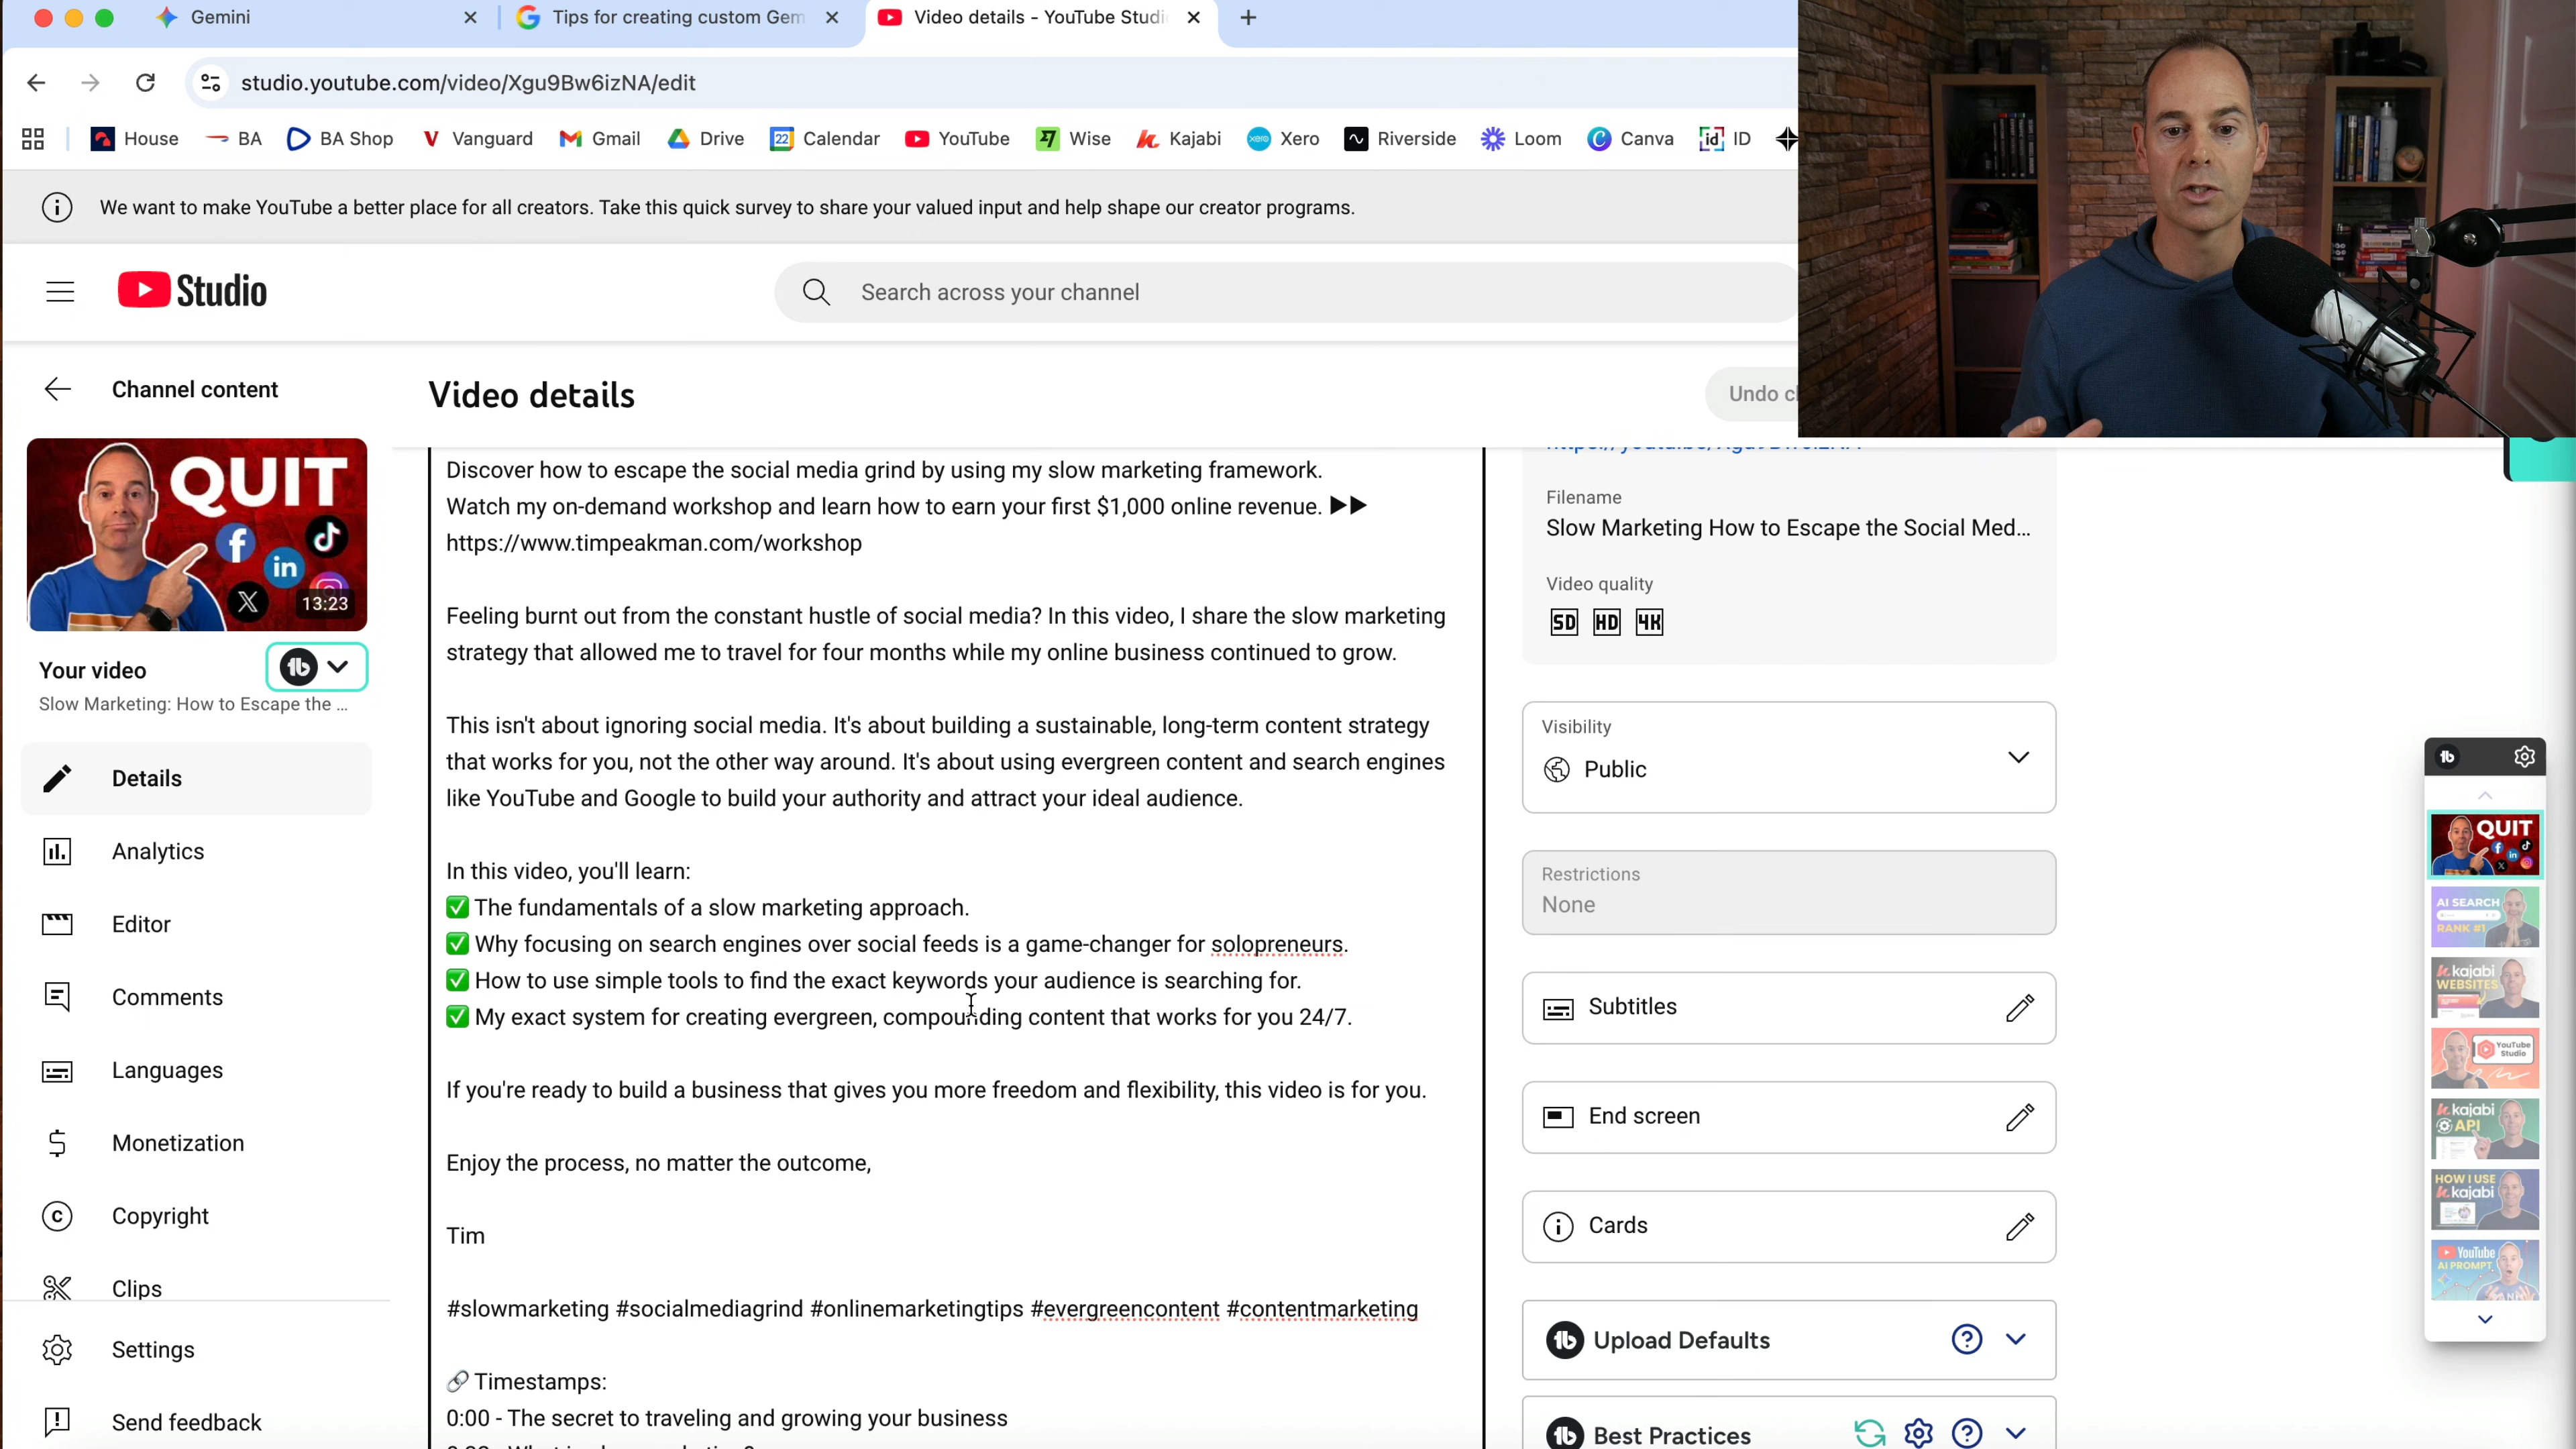 Gemini
Tips for creating custom Gem
Video details - YouTube Studi
studio.youtube.com/video/Xgu9Bw6izNA/edit
House
BA
BA Shop
Vanguard
Gmail
Drive
22
Calendar
YouTube
Wise
Kajabi
xero
Xero
Riverside
Loom
Canva
id
ID
We want to make YouTube a better place for all creators. Take this quick survey to share your valued input and help shape our creator programs.
Studio
Search across your channel
Channel content
Video details
Undo c
QUIT
13:23
Your video
Slow Marketing: How to Escape the ...
Details
Analytics
Editor
Comments
Languages
Monetization
Copyright
Clips
Settings
Send feedback
Discover how to escape the social media grind by using my slow marketing framework.
Watch my on-demand workshop and learn how to earn your first $1,000 online revenue. ▶▶
https://www.timpeakman.com/workshop
Feeling burnt out from the constant hustle of social media? In this video, I share the slow marketing
strategy that allowed me to travel for four months while my online business continued to grow.
This isn't about ignoring social media. It's about building a sustainable, long-term content strategy
that works for you, not the other way around. It's about using evergreen content and search engines
like YouTube and Google to build your authority and attract your ideal audience.
In this video, you'll learn:
✅ The fundamentals of a slow marketing approach.
✅ Why focusing on search engines over social feeds is a game-changer for solopreneurs.
✅ How to use simple tools to find the exact keywords your audience is searching for.
✅ My exact system for creating evergreen, compounding content that works for you 24/7.
If you're ready to build a business that gives you more freedom and flexibility, this video is for you.
Enjoy the process, no matter the outcome,
Tim
#slowmarketing #socialmediagrind #onlinemarketingtips #evergreencontent #contentmarketing
🔗 Timestamps:
0:00 - The secret to traveling and growing your business
Filename
Slow Marketing How to Escape the Social Med...
Video quality
SD HD 4K
Visibility
Public
Restrictions
None
Subtitles
End screen
Cards
Upload Defaults
Best Practices
QUIT
AI SEARCH
RANK #1
kajabi
WEBSITES
YouTube
Studio
kajabi
API
HOW I USE
kajabi
YouTube
AI PROMPT